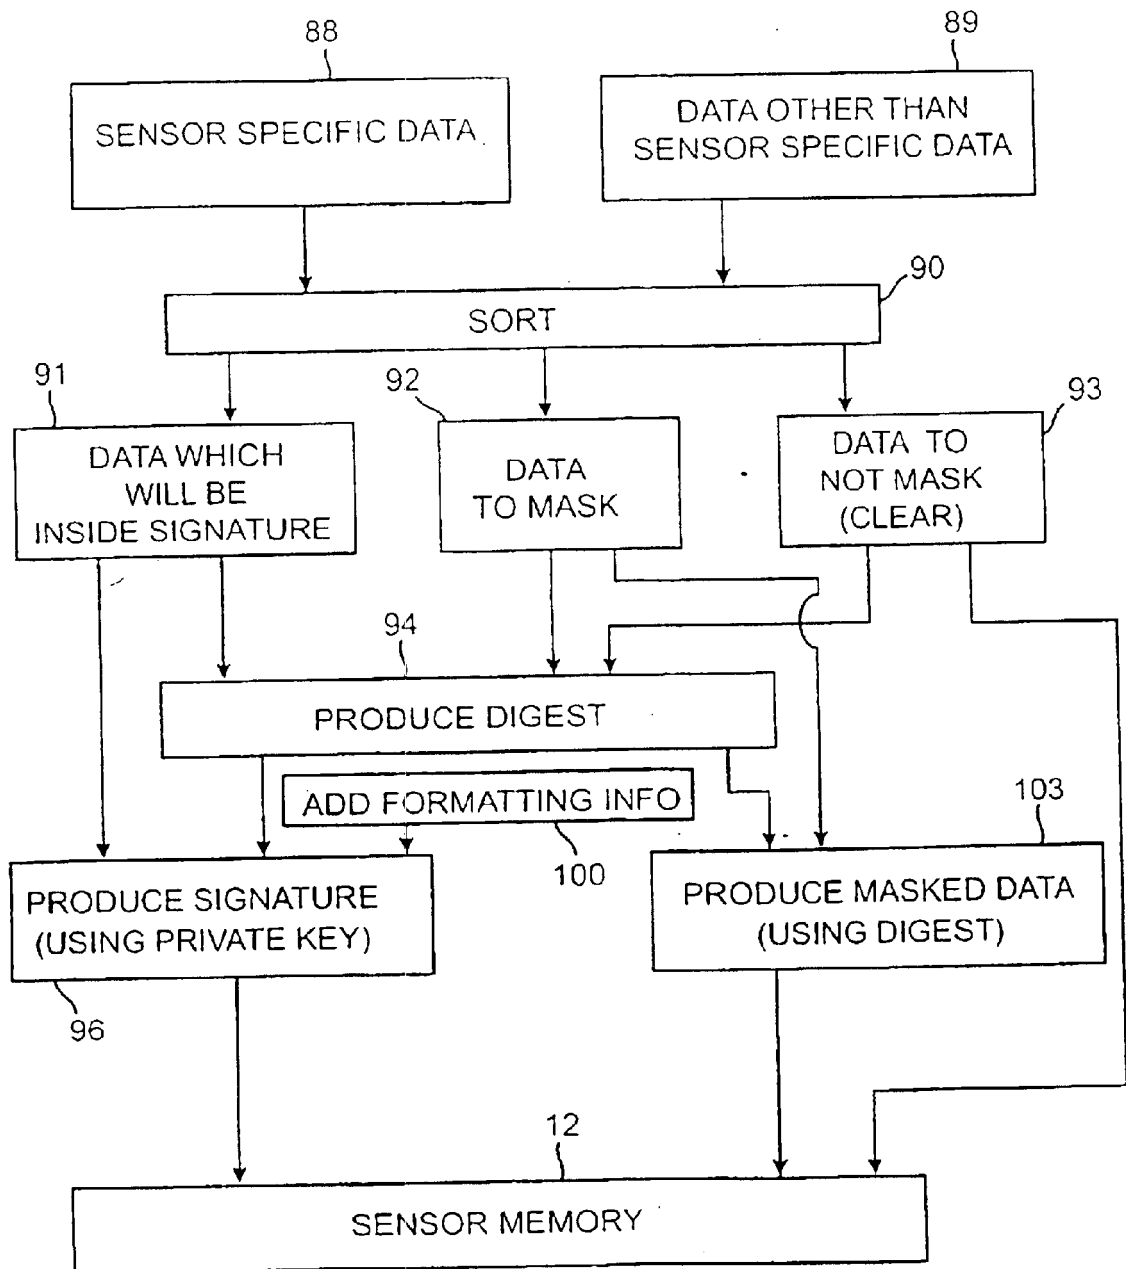 88
89
SENSOR SPECIFIC DATA
DATA OTHER THAN
SENSOR SPECIFIC DATA
90
SORT
91
92
93
DATA WHICH
WILL BE
INSIDE SIGNATURE
DATA
TO MASK
DATA TO
NOT MASK
(CLEAR)
94
PRODUCE DIGEST
ADD FORMATTING INFO
100
103
PRODUCE SIGNATURE
(USING PRIVATE KEY)
96
PRODUCE MASKED DATA
(USING DIGEST)
12
SENSOR MEMORY